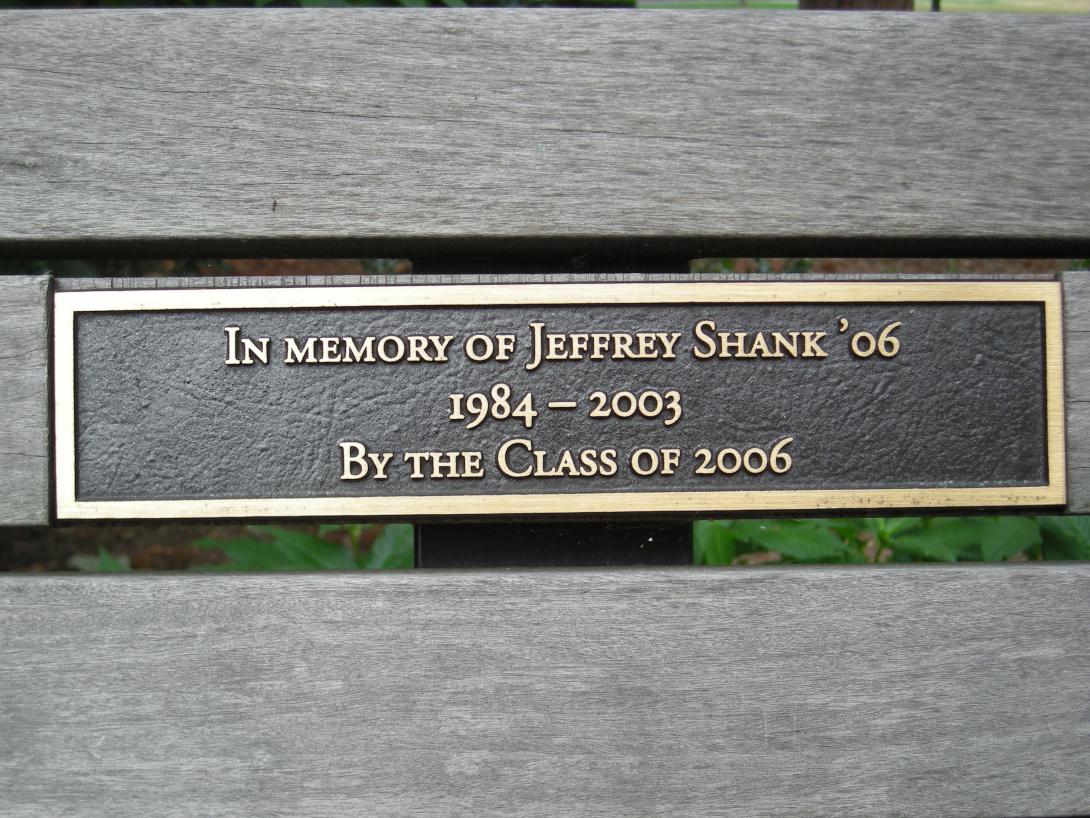 In memory of Jeffrey Shank ’06
1984 – 2003
By the Class of 2006